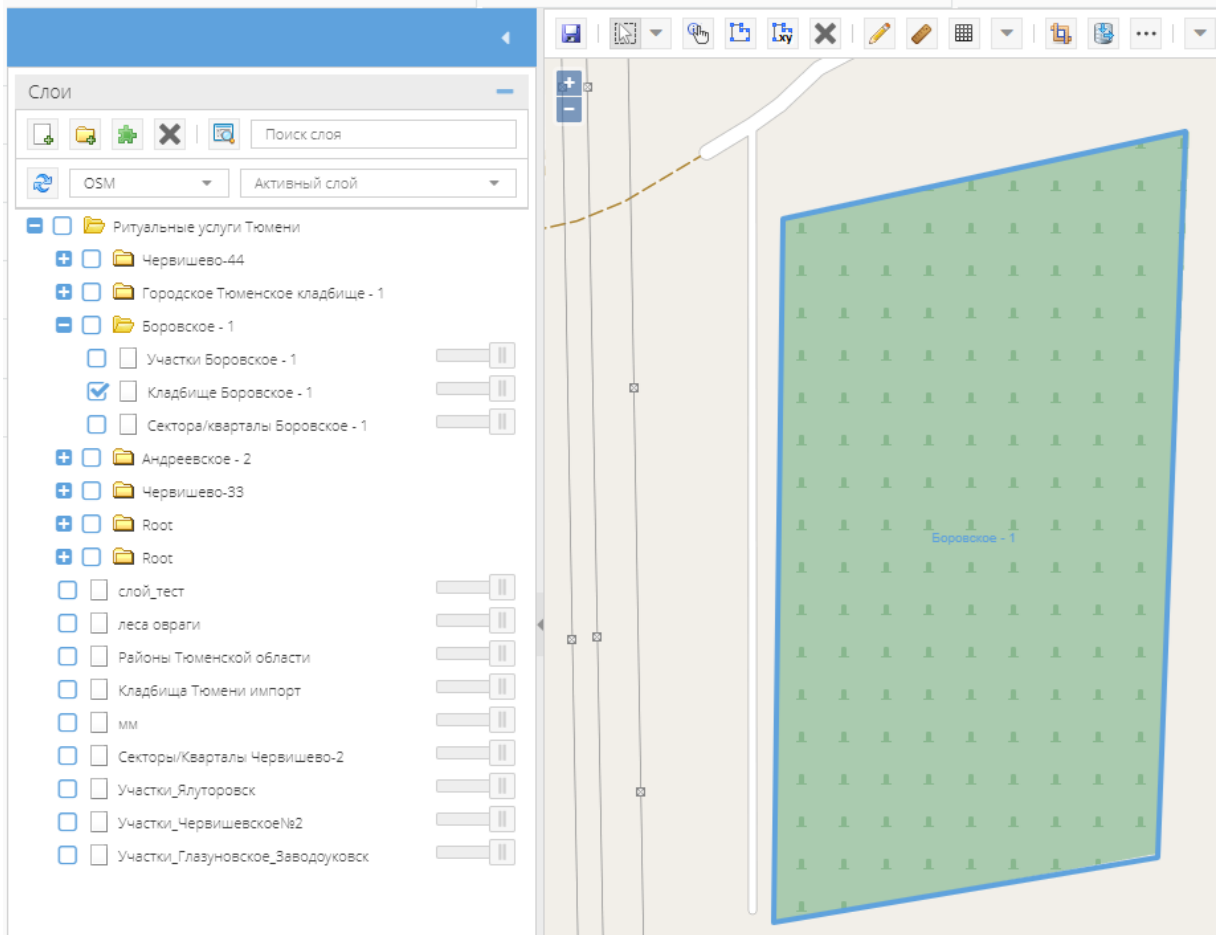 Слои
Поиск слоя
OSM
Активный слой
Ритуальные услуги Тюмени
Червишево-44
Городское Тюменское кладбище - 1
Боровское - 1
Участки Боровское - 1
Кладбище Боровское - 1
Сектора/кварталы Боровское - 1
Андреевское - 2
Червишево-33
Root
Root
слой_тест
леса овраги
Районы Тюменской области
Кладбища Тюмени импорт
мм
Секторы/Кварталы Червишево-2
Участки_Ялуторовск
Участки_Червишевское№2
Участки_Глазуновское_Заводоуковск
xy
Боровское - 1